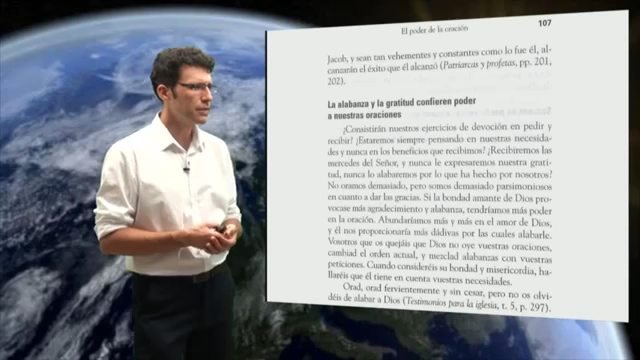 El poder de la oración 107
Jacob, y sean tan vehementes y constantes como lo fue él, al-
canzarán el éxito que él alcanzó (Patriarcas y profetas, pp. 201,
202).
La alabanza y la gratitud confieren poder
a nuestras oraciones
¿Consistirán nuestros ejercicios de devoción en pedir y
recibir? ¿Estaremos siempre pensando en nuestras necesida-
des y nunca en los beneficios que recibimos? ¿Recibiremos las
mercedes del Señor, y nunca le expresaremos nuestra grati-
tud, nunca lo alabaremos por lo que ha hecho por nosotros?
No oramos demasiado, pero somos demasiado parsimoniosos
en cuanto a dar las gracias. Si la bondad amante de Dios pro-
vocase más agradecimiento y alabanza, tendríamos más poder
en la oración. Abundaríamos más y más en el amor de Dios,
y él nos proporcionaría más dádivas por las cuales alabarle.
Vosotros que os quejáis que Dios no oye vuestras oraciones,
cambiad el orden actual, y mezclad alabanzas con vuestras
peticiones. Cuando consideréis su bondad y misericordia, ha-
llaréis que él tiene en cuenta vuestras necesidades.
Orad, orad fervientemente y sin cesar, pero no os olvi-
déis de alabar a Dios (Testimonios para la iglesia, t. 5, p. 297).